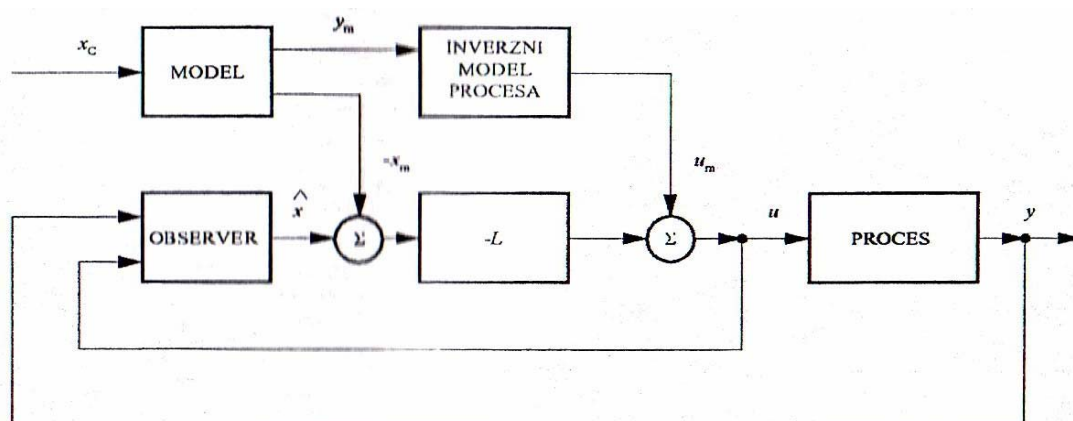 x_c
MODEL
y_m
INVERZNI
MODEL
PROCESA
-x_m
u_m
OBSERVER
x̂
Σ
-L
Σ
u
PROCES
y